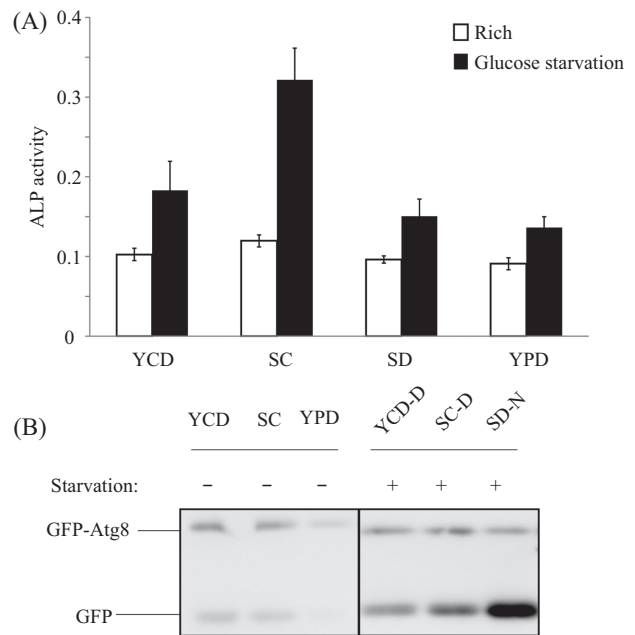 (A)
0.4
Rich
Glucose starvation
0.3
ALP activity
0.2
0.1
0
YCD SC SD YPD
(B)
YCD SC YPD YCD-D SC-D SD-N
Starvation: – – – + + +
GFP-Atg8
GFP